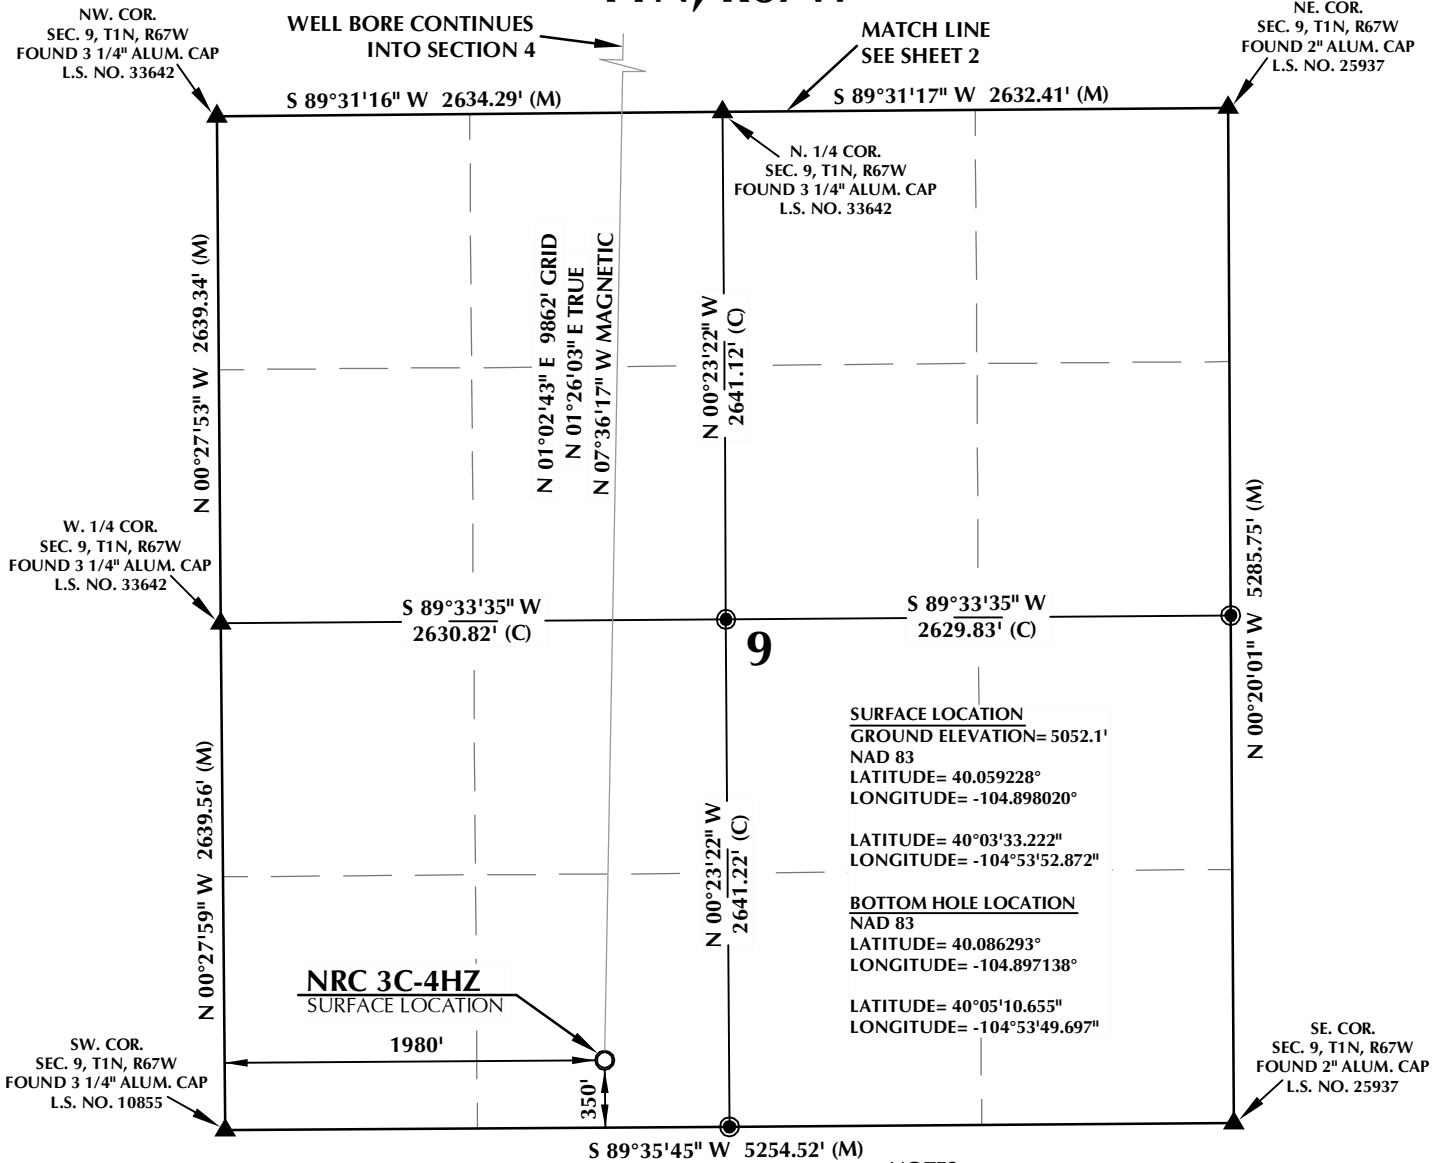 NW. COR.
SEC. 9, T1N, R67W
FOUND 3 1/4" ALUM. CAP
L.S. NO. 33642
WELL BORE CONTINUES
INTO SECTION 4
MATCH LINE
SEE SHEET 2
NE. COR.
SEC. 9, T1N, R67W
FOUND 2" ALUM. CAP
L.S. NO. 25937
S 89°31'16" W 2634.29' (M)
S 89°31'17" W 2632.41' (M)
N. 1/4 COR.
SEC. 9, T1N, R67W
FOUND 3 1/4" ALUM. CAP
L.S. NO. 33642
N 00°27'53" W 2639.34' (M)
N 01°02'43" E 9862' GRID
N 01°26'03" E TRUE
N 07°36'17" W MAGNETIC
N 00°23'22" W
2641.12' (C)
W. 1/4 COR.
SEC. 9, T1N, R67W
FOUND 3 1/4" ALUM. CAP
L.S. NO. 33642
S 89°33'35" W
2630.82' (C)
S 89°33'35" W
2629.83' (C)
9
N 00°20'01" W 5285.75' (M)
SURFACE LOCATION
GROUND ELEVATION= 5052.1'
NAD 83
LATITUDE= 40.059228°
LONGITUDE= -104.898020°
LATITUDE= 40°03'33.222"
LONGITUDE= -104°53'52.872"
BOTTOM HOLE LOCATION
NAD 83
LATITUDE= 40.086293°
LONGITUDE= -104.897138°
LATITUDE= 40°05'10.655"
LONGITUDE= -104°53'49.697"
N 00°27'59" W 2639.56' (M)
N 00°23'22" W
2641.22' (C)
NRC 3C-4HZ
SURFACE LOCATION
1980'
350'
SW. COR.
SEC. 9, T1N, R67W
FOUND 3 1/4" ALUM. CAP
L.S. NO. 10855
SE. COR.
SEC. 9, T1N, R67W
FOUND 2" ALUM. CAP
L.S. NO. 25937
S 89°35'45" W 5254.52' (M)